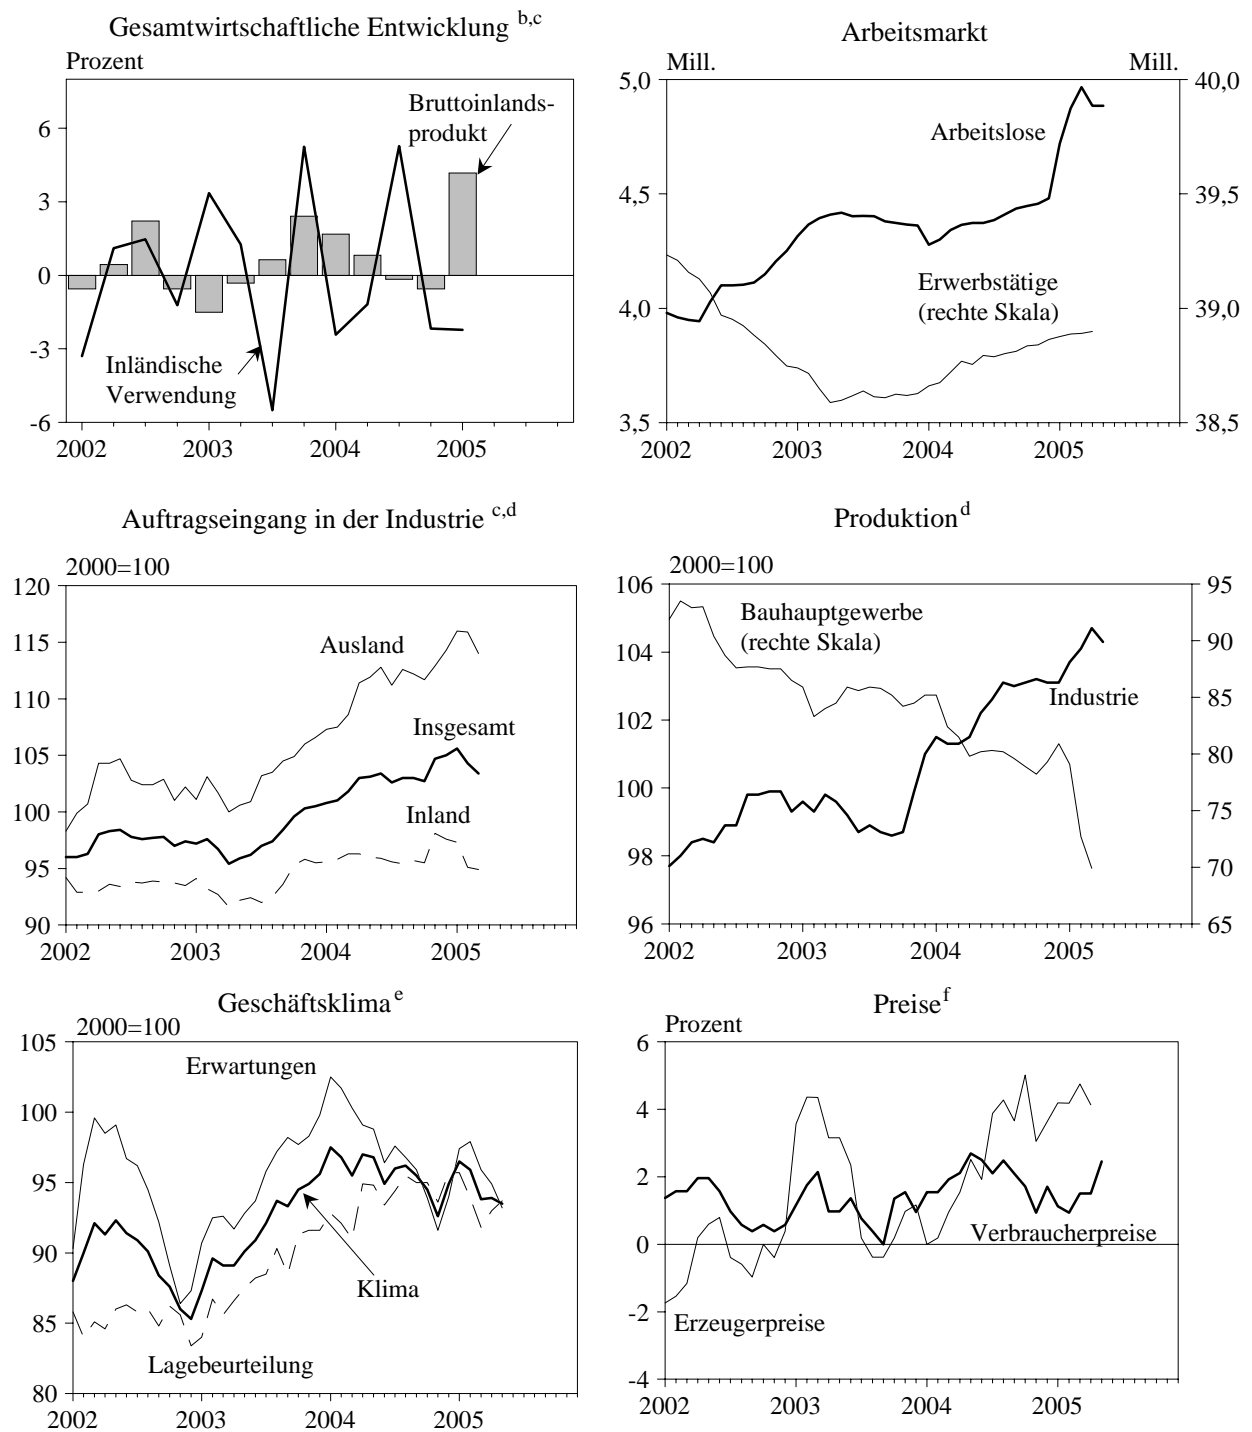 Gesamtwirtschaftliche Entwicklung b,c
Prozent
6
3
0
-3
-6
Bruttoinlands-
produkt
Inländische
Verwendung
2002 2003 2004 2005
Arbeitsmarkt
Mill. Mill.
5,0 40,0
4,5 39,5
4,0 39,0
3,5 38,5
Arbeitslose
Erwerbstätige
(rechte Skala)
2002 2003 2004 2005
Auftragseingang in der Industrie c,d
2000=100
120
115
110
105
100
95
90
Ausland
Insgesamt
Inland
2002 2003 2004 2005
Produktion d
2000=100
106 95
104 90
102 85
100 80
98 75
96 70
65
Bauhauptgewerbe
(rechte Skala)
Industrie
2002 2003 2004 2005
Geschäftsklima e
2000=100
105
100
95
90
85
80
Erwartungen
Klima
Lagebeurteilung
2002 2003 2004 2005
Preise f
Prozent
6
4
2
0
-2
-4
Verbraucherpreise
Erzeugerpreise
2002 2003 2004 2005